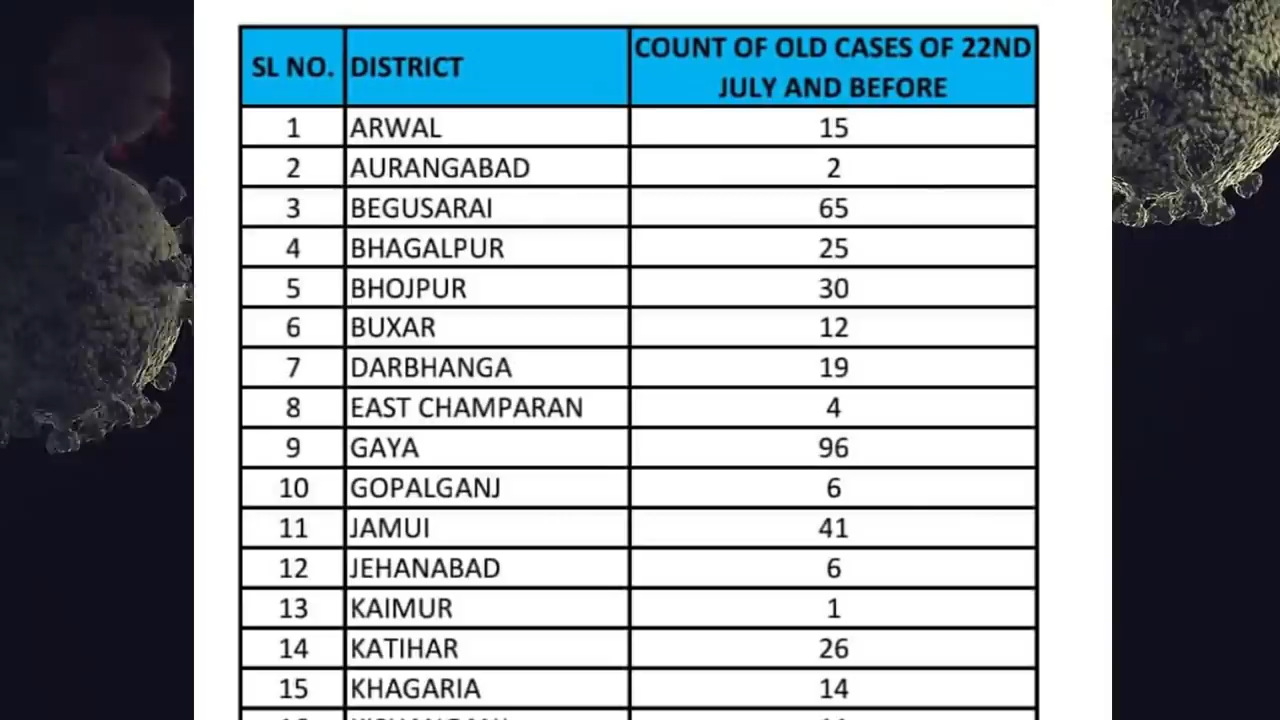 SL NO. DISTRICT COUNT OF OLD CASES OF 22ND
JULY AND BEFORE
1 ARWAL 15
2 AURANGABAD 2
3 BEGUSARAI 65
4 BHAGALPUR 25
5 BHOJPUR 30
6 BUXAR 12
7 DARBHANGA 19
8 EAST CHAMPARAN 4
9 GAYA 96
10 GOPALGANJ 6
11 JAMUI 41
12 JEHANABAD 6
13 KAIMUR 1
14 KATIHAR 26
15 KHAGARIA 14